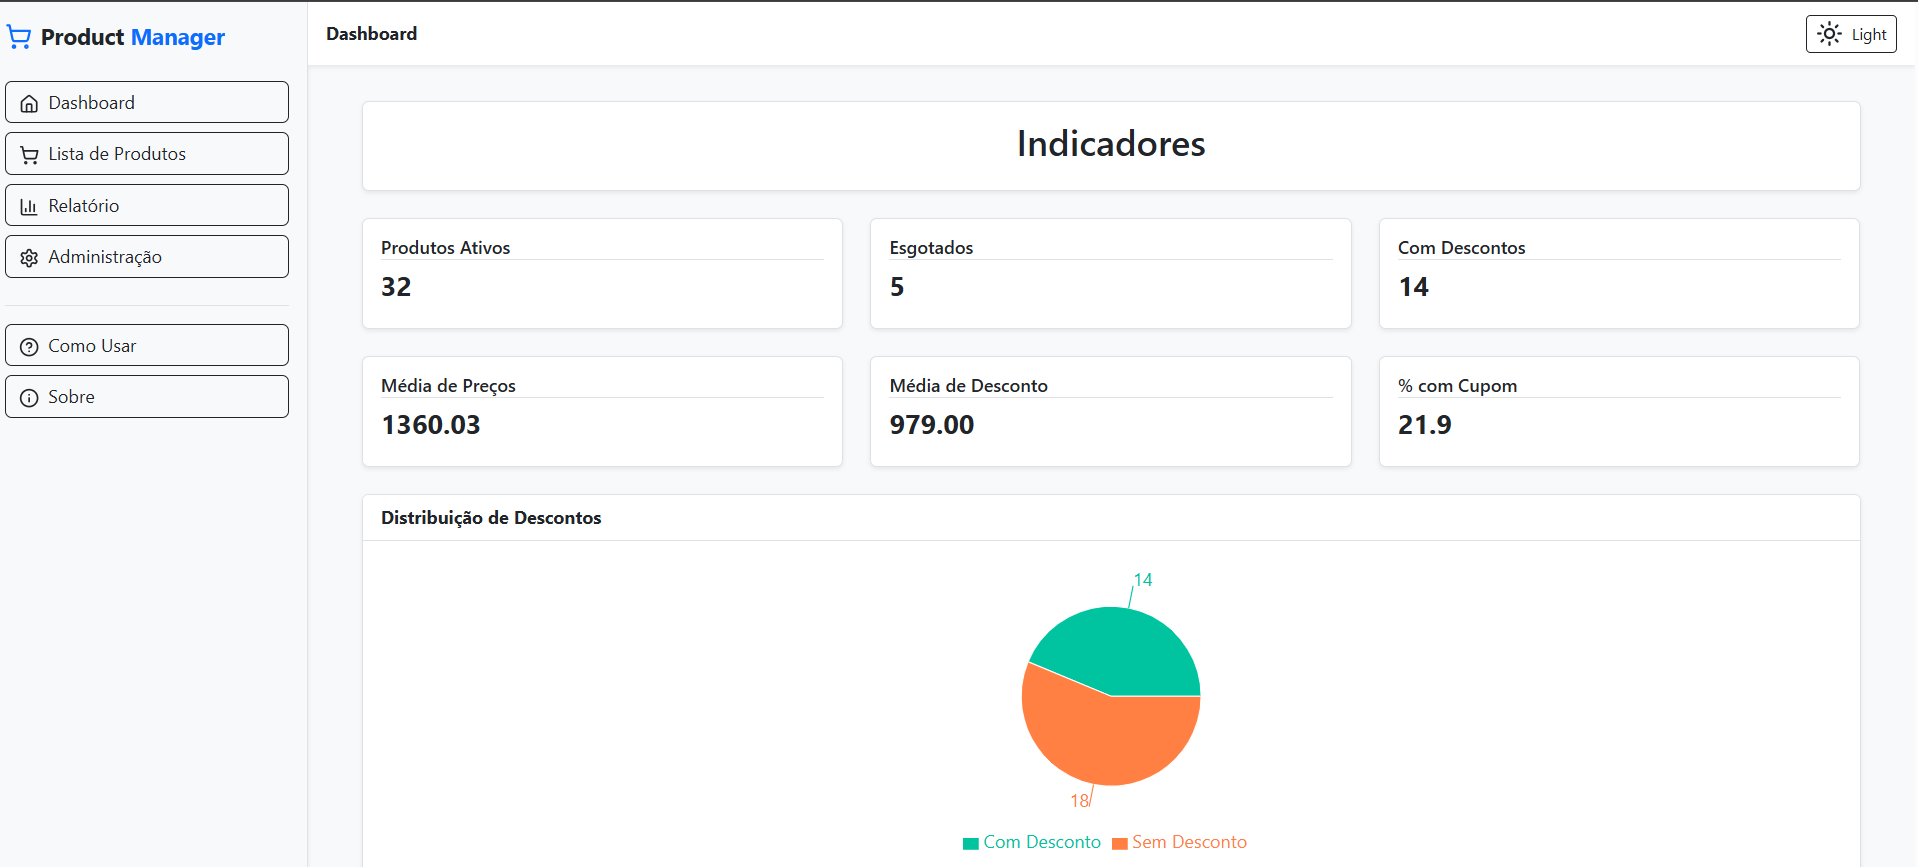 Product Manager
Dashboard
Light
Dashboard
Lista de Produtos
Relatório
Administração
Como Usar
Sobre
Indicadores
Produtos Ativos
32
Esgotados
5
Com Descontos
14
Média de Preços
1360.03
Média de Desconto
979.00
% com Cupom
21.9
Distribuição de Descontos
14
18
Com Desconto Sem Desconto